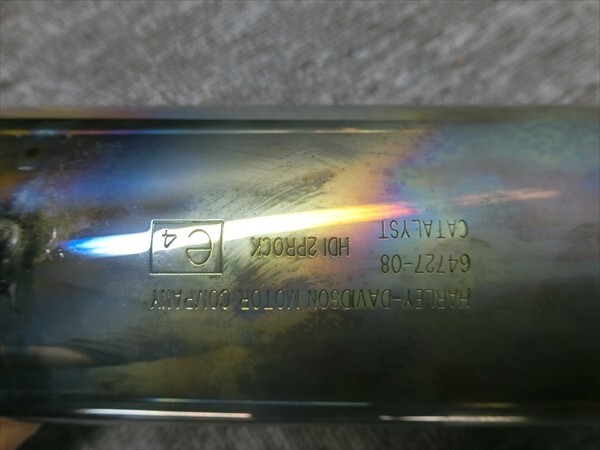 HARLEY-DAVIDSON MOTOR COMPANY
64727-08 HDI 2PROCK
CATALYST
e4